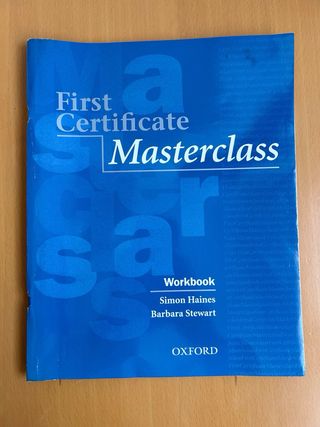 First
Certificate
Masterclass
Workbook
Simon Haines
Barbara Stewart
OXFORD